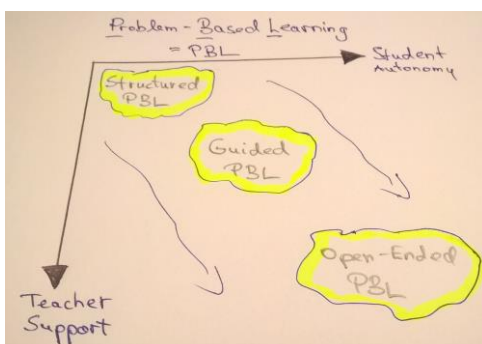 Problem-Based Learning
= PBL
Student
Autonomy
Structured
PBL
Guided
PBL
Open-Ended
PBL
Teacher
Support